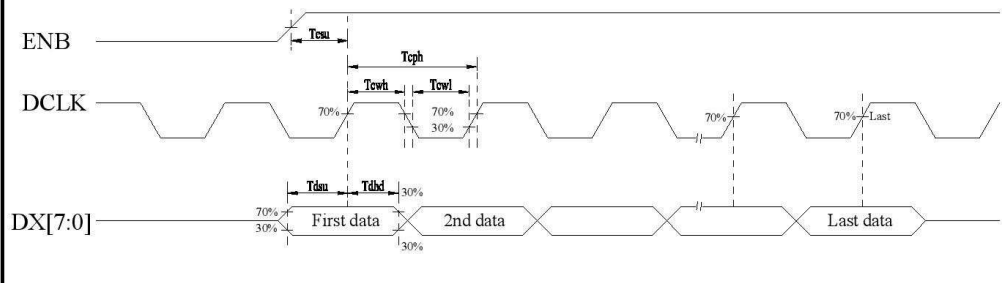 ENB
Tcsu
Tcph
DCLK
Tcwh
Tcwl
70%
70%
30%
70%
70%
Last
Tdsu
Tdhd
30%
DX[7:0]
70%
30%
First data
2nd data
Last data
30%